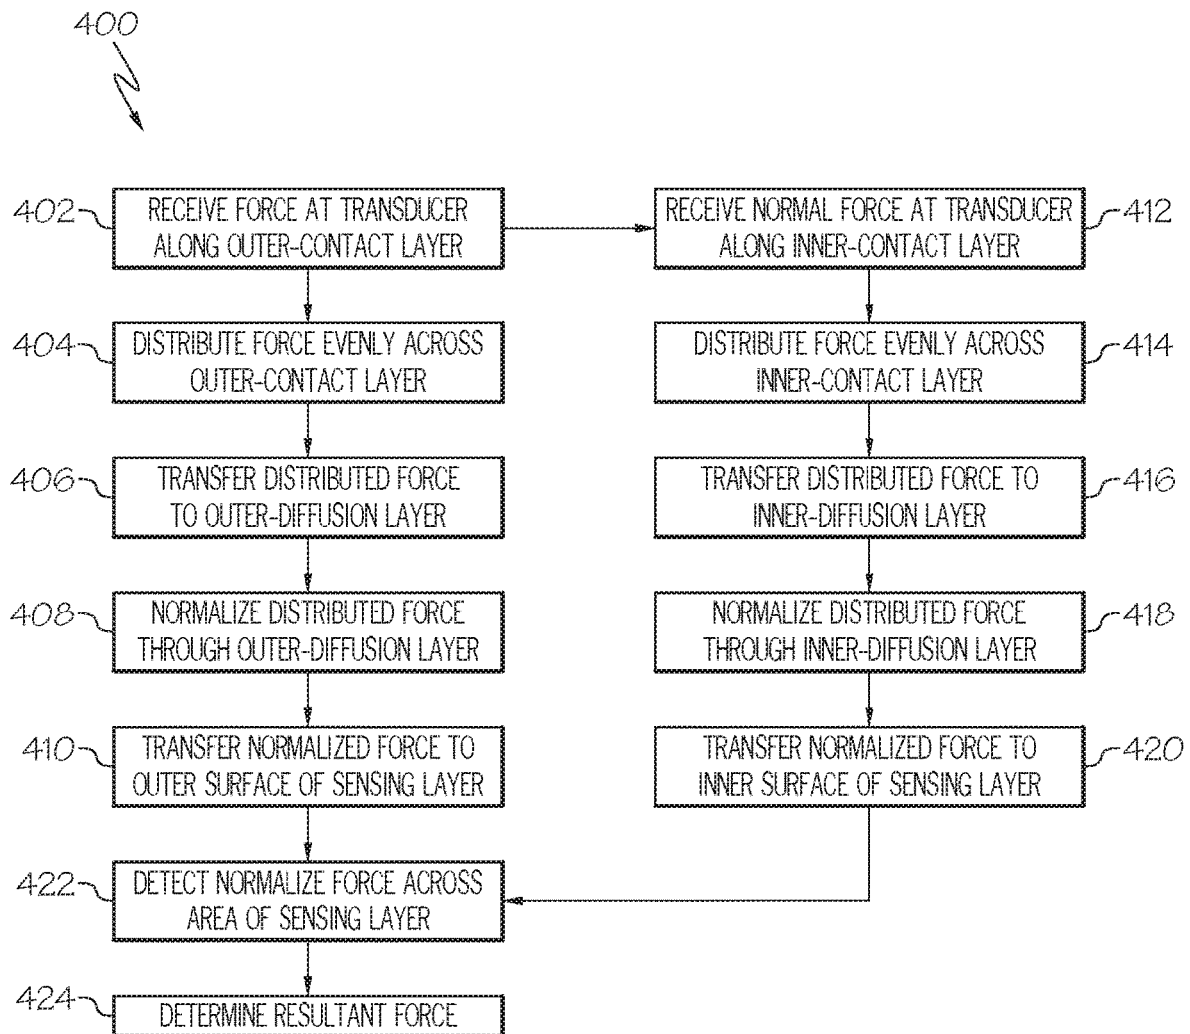 400
402
RECEIVE FORCE AT TRANSDUCER
ALONG OUTER-CONTACT LAYER
RECEIVE NORMAL FORCE AT TRANSDUCER
ALONG INNER-CONTACT LAYER
412
404
DISTRIBUTE FORCE EVENLY ACROSS
OUTER-CONTACT LAYER
DISTRIBUTE FORCE EVENLY ACROSS
INNER-CONTACT LAYER
414
406
TRANSFER DISTRIBUTED FORCE
TO OUTER-DIFFUSION LAYER
TRANSFER DISTRIBUTED FORCE TO
INNER-DIFFUSION LAYER
416
408
NORMALIZE DISTRIBUTED FORCE
THROUGH OUTER-DIFFUSION LAYER
NORMALIZE DISTRIBUTED FORCE
THROUGH INNER-DIFFUSION LAYER
418
410
TRANSFER NORMALIZED FORCE TO
OUTER SURFACE OF SENSING LAYER
TRANSFER NORMALIZED FORCE TO
INNER SURFACE OF SENSING LAYER
420
422
DETECT NORMALIZE FORCE ACROSS
AREA OF SENSING LAYER
424
DETERMINE RESULTANT FORCE